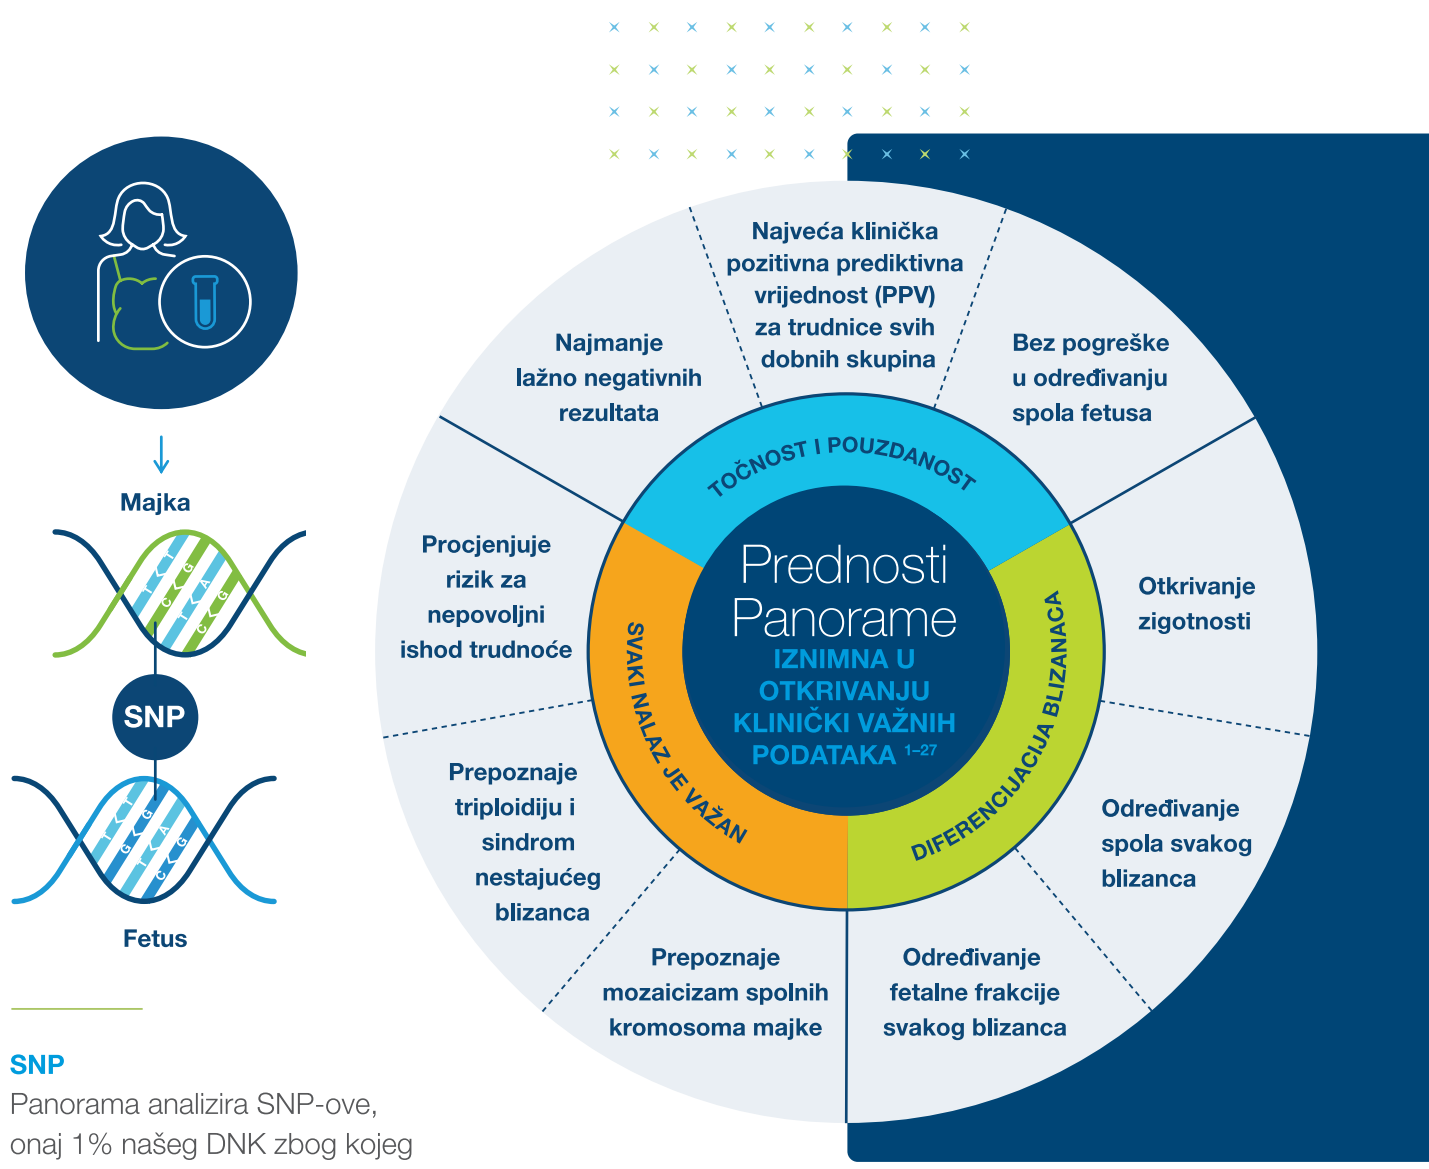 Majka
T < T
C < G
T < A
C < G
SNP
T < T
G < G
T < A
C < G
Fetus
SNP
Panorama analizira SNP-ove,
onaj 1% našeg DNK zbog kojeg
Najveća klinička
pozitivna prediktivna
vrijednost (PPV)
za trudnice svih
dobnih skupina
Bez pogreške
u određivanju
spola fetusa
Otkrivanje
zigotnosti
Određivanje
spola svakog
blizanca
Određivanje
fetalne frakcije
svakog blizanca
Prepoznaje
mozaicizam spolnih
kromosoma majke
Prepoznaje
triploidiju i
sindrom
nestajućeg
blizanca
Procjenjuje
rizik za
nepovoljni
ishod trudnoće
Najmanje
lažno negativnih
rezultata
TOČNOST I POUZDANOST
DIFERENCIJACIJA BLIZANACA
SVAKI NALAZ JE VAŽAN
Prednosti
Panorame
IZNIMNA U
OTKRIVANJU
KLINIČKI VAŽNIH
PODATAKA 1–27